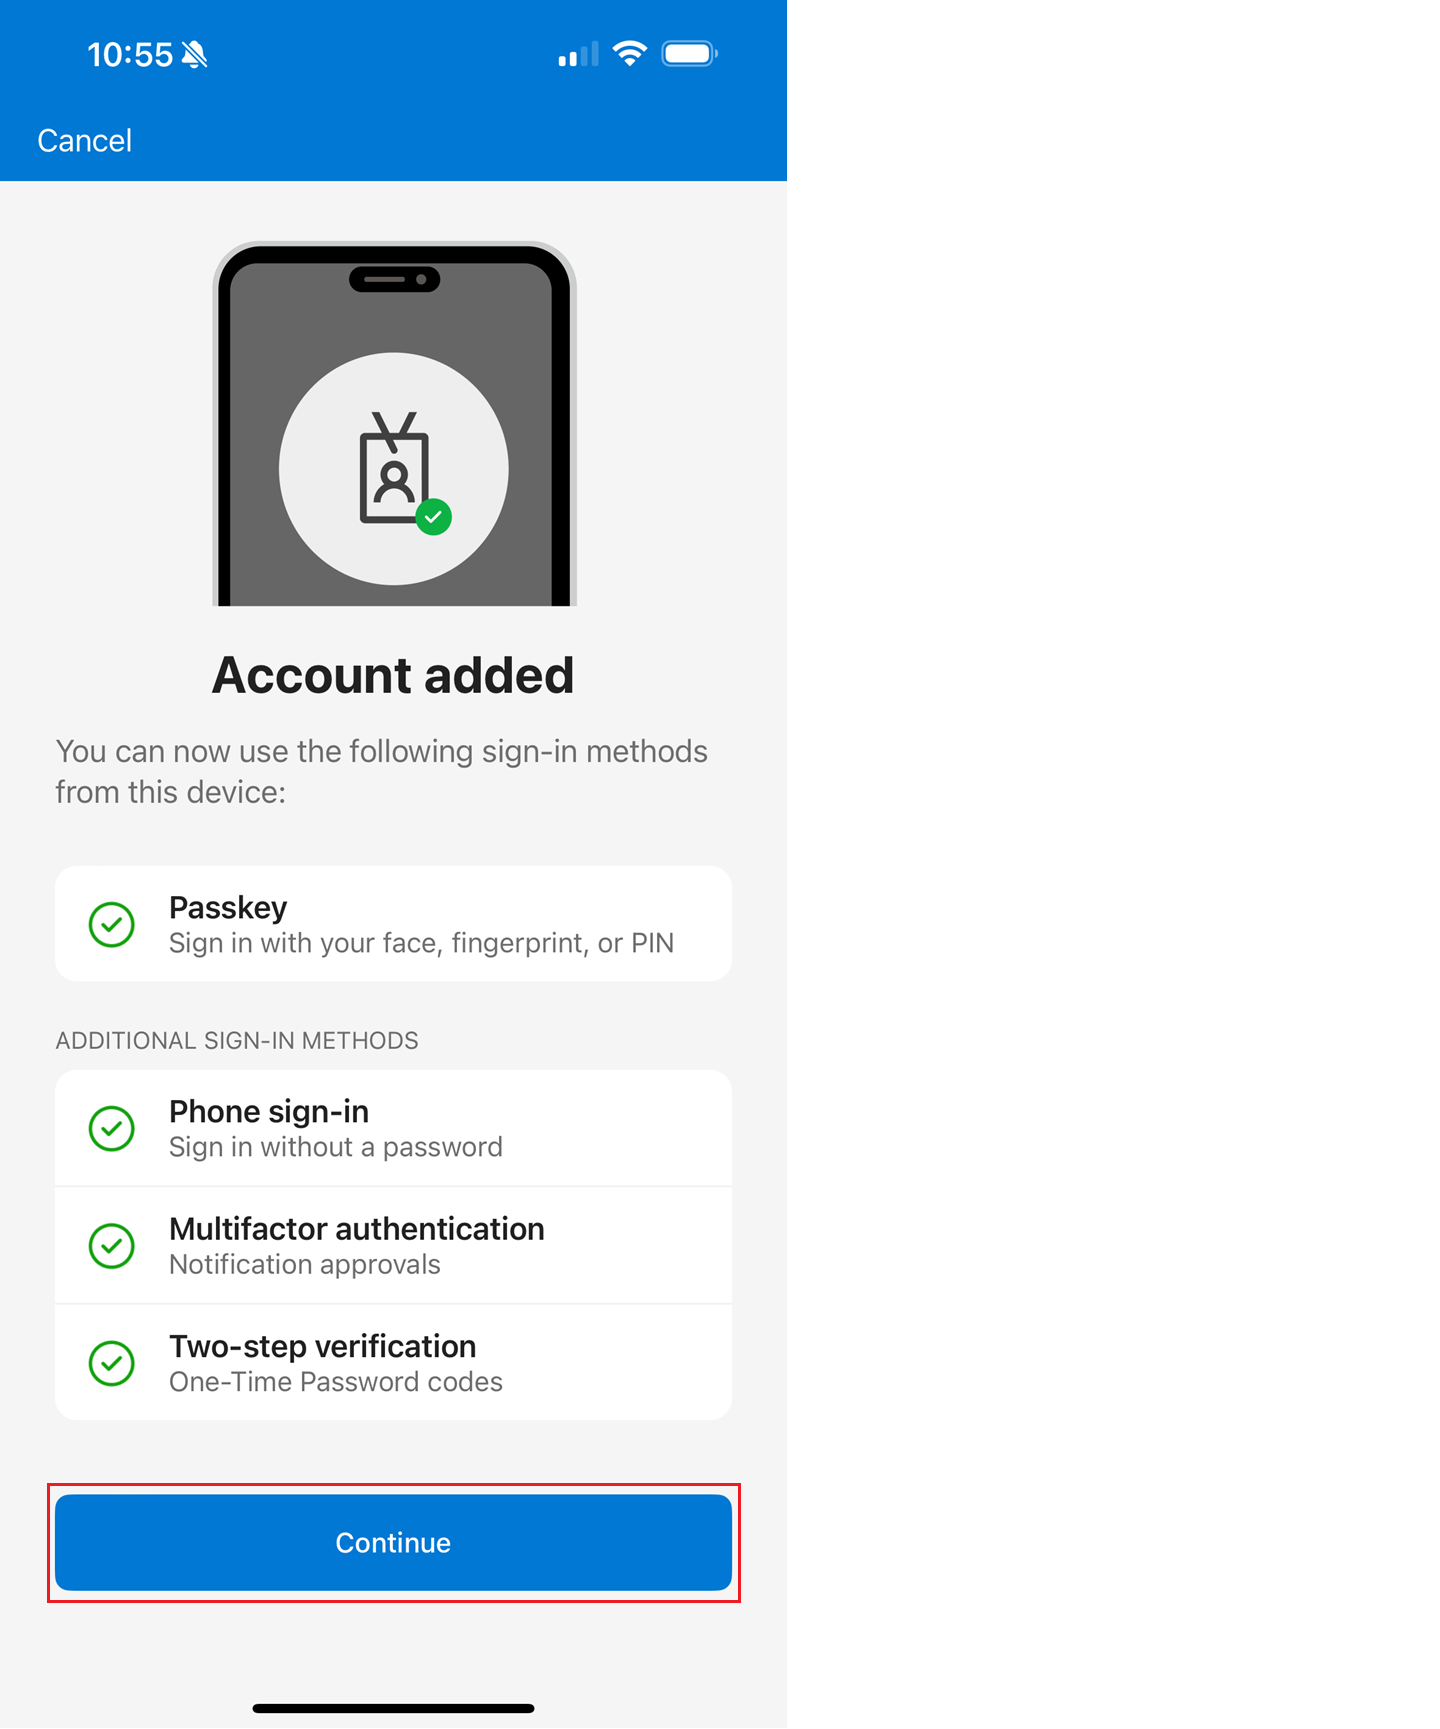 10:55
Cancel
Account added
You can now use the following sign-in methods
from this device:
Passkey
Sign in with your face, fingerprint, or PIN
ADDITIONAL SIGN-IN METHODS
Phone sign-in
Sign in without a password
Multifactor authentication
Notification approvals
Two-step verification
One-Time Password codes
Continue